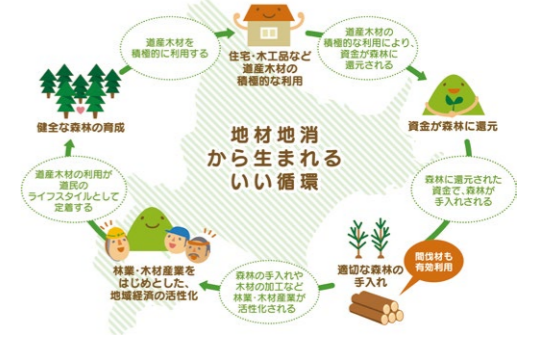 道産木材を
積極的に利用する
住宅・木工品など
道産木材の
積極的な利用
道産木材の
積極的な利用により、
資金が森林に
還元される
資金が森林に還元
森林に還元された
資金で、森林が
手入れされる
適切な森林の
手入れ
間伐材も
有効利用
森林の手入れや
木材の加工など
林業・木材産業が
活性化される
林業・木材産業を
はじめとした、
地域経済の活性化
道産木材の利用が
道民の
ライフスタイルとして
定着する
健全な森林の育成
地材地消
から生まれる
いい循環